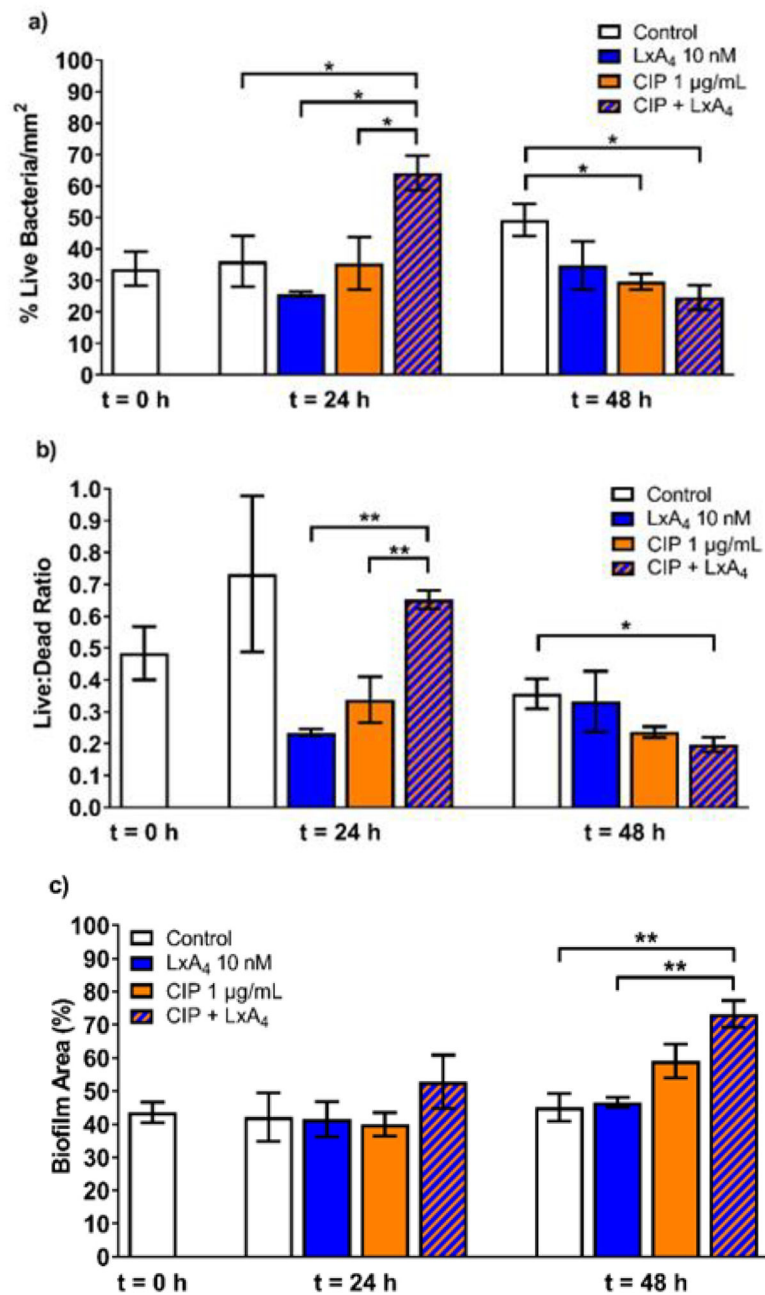 a)
Control
LxA₄ 10 nM
CIP 1 µg/mL
CIP + LxA₄
% Live Bacteria/mm²
100
90
80
70
60
50
40
30
20
10
0
*
*
*
*
*
t = 0 h
t = 24 h
t = 48 h
b)
Control
LxA₄ 10 nM
CIP 1 µg/mL
CIP + LxA₄
Live:Dead Ratio
1.0
0.9
0.8
0.7
0.6
0.5
0.4
0.3
0.2
0.1
0.0
**
**
*
t = 0 h
t = 24 h
t = 48 h
c)
Control
LxA₄ 10 nM
CIP 1 µg/mL
CIP + LxA₄
Biofilm Area (%)
100
90
80
70
60
50
40
30
20
10
0
**
**
t = 0 h
t = 24 h
t = 48 h